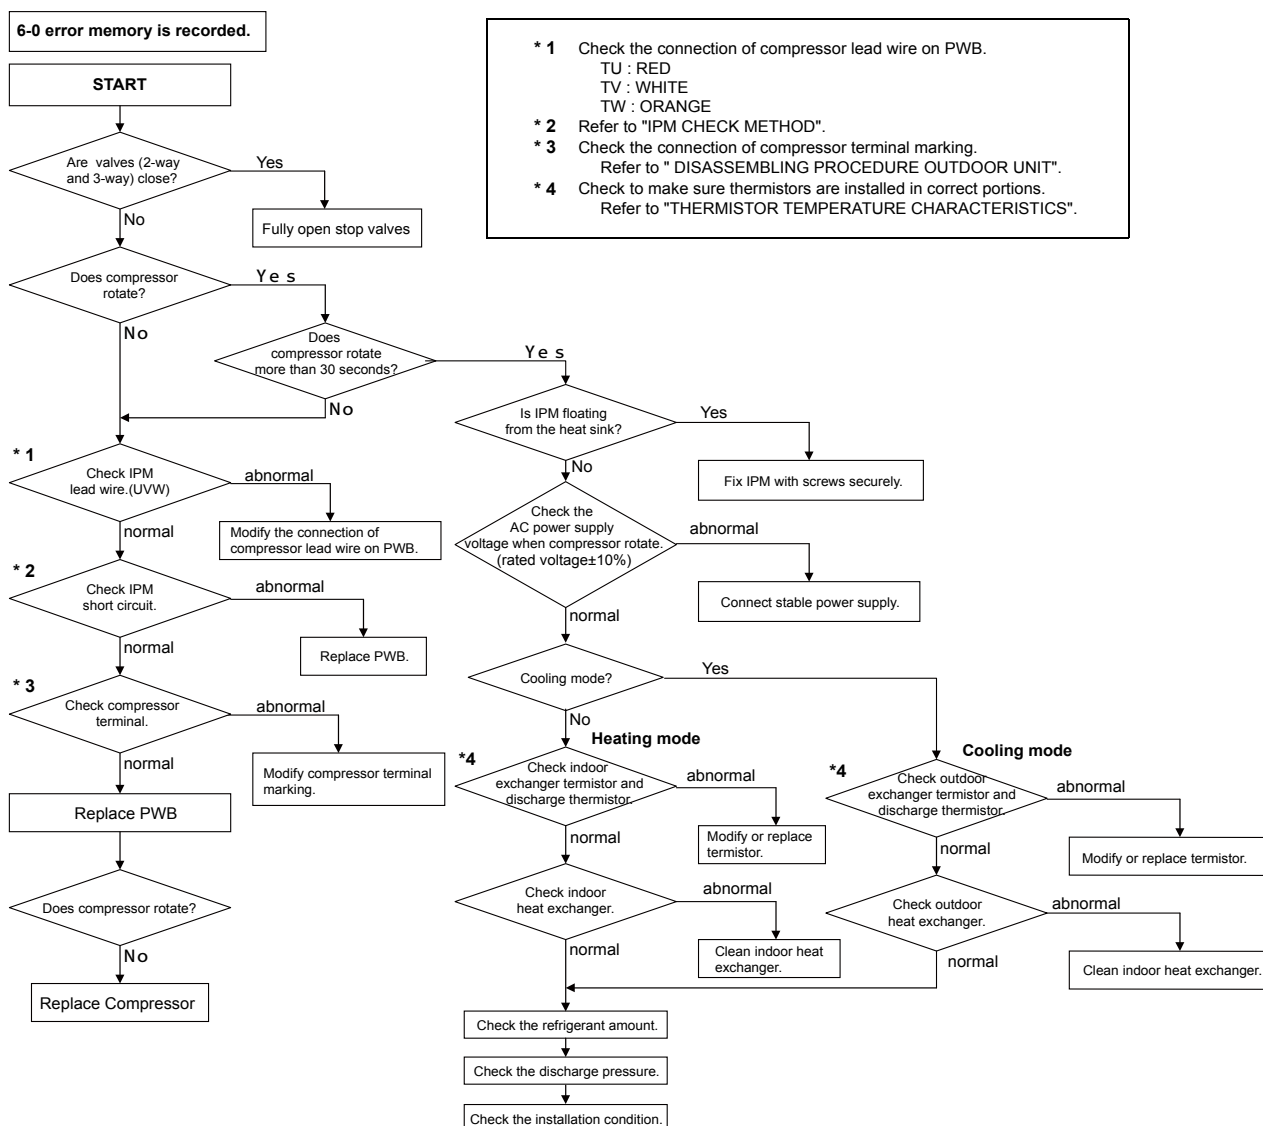 6-0 error memory is recorded.
* 1 Check the connection of compressor lead wire on PWB.
TU : RED
TV : WHITE
TW : ORANGE
* 2 Refer to "IPM CHECK METHOD".
* 3 Check the connection of compressor terminal marking.
Refer to " DISASSEMBLING PROCEDURE OUTDOOR UNIT".
* 4 Check to make sure thermistors are installed in correct portions.
Refer to "THERMISTOR TEMPERATURE CHARACTERISTICS".
START
Are valves (2-way
and 3-way) close?
Yes
No
Fully open stop valves
Does compressor
rotate?
Yes
No
Does
compressor rotate
more than 30 seconds?
Yes
No
* 1
Check IPM
lead wire.(UVW)
abnormal
normal
Modify the connection of
compressor lead wire on PWB.
* 2
Check IPM
short circuit.
abnormal
normal
Replace PWB.
* 3
Check compressor
terminal.
abnormal
normal
Modify compressor terminal
marking.
Replace PWB
Does compressor rotate?
No
Replace Compressor
Is IPM floating
from the heat sink?
Yes
No
Fix IPM with screws securely.
Check the
AC power supply
voltage when compressor rotate.
(rated voltage±10%)
abnormal
normal
Connect stable power supply.
Cooling mode?
Yes
No
Heating mode
*4
Check indoor
exchanger termistor and
discharge thermistor.
abnormal
normal
Modify or replace
termistor.
Check indoor
heat exchanger.
abnormal
normal
Clean indoor heat
exchanger.
Cooling mode
*4
Check outdoor
exchanger termistor and
discharge thermistor.
abnormal
normal
Modify or replace termistor.
Check outdoor
heat exchanger.
abnormal
normal
Clean indoor heat exchanger.
Check the refrigerant amount.
Check the discharge pressure.
Check the installation condition.